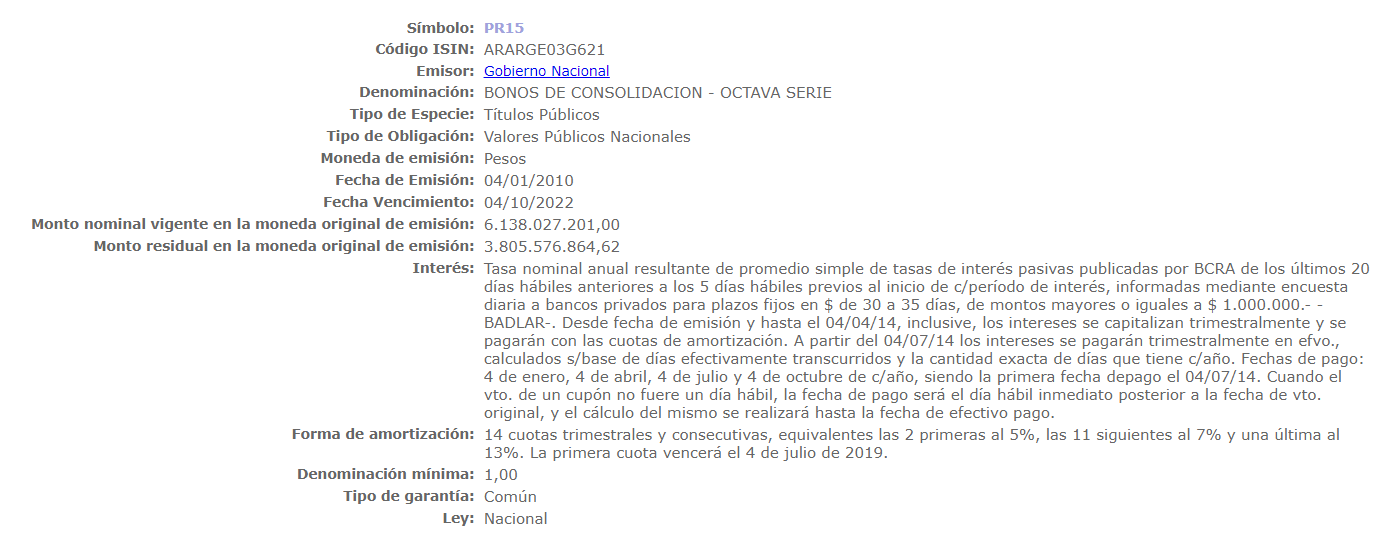 Símbolo: PR15
Código ISIN: ARARGE03G621
Emisor: Gobierno Nacional
Denominación: BONOS DE CONSOLIDACION - OCTAVA SERIE
Tipo de Especie: Títulos Públicos
Tipo de Obligación: Valores Públicos Nacionales
Moneda de emisión: Pesos
Fecha de Emisión: 04/01/2010
Fecha Vencimiento: 04/10/2022
Monto nominal vigente en la moneda original de emisión: 6.138.027.201,00
Monto residual en la moneda original de emisión: 3.805.576.864,62
Interés: Tasa nominal anual resultante de promedio simple de tasas de interés pasivas publicadas por BCRA de los últimos 20
días hábiles anteriores a los 5 días hábiles previos al inicio de c/período de interés, informadas mediante encuesta
diaria a bancos privados para plazos fijos en $ de 30 a 35 días, de montos mayores o iguales a $ 1.000.000.- -
BADLAR-. Desde fecha de emisión y hasta el 04/04/14, inclusive, los intereses se capitalizan trimestralmente y se
pagarán con las cuotas de amortización. A partir del 04/07/14 los intereses se pagarán trimestralmente en efvo.,
calculados s/base de días efectivamente transcurridos y la cantidad exacta de días que tiene c/año. Fechas de pago:
4 de enero, 4 de abril, 4 de julio y 4 de octubre de c/año, siendo la primera fecha depago el 04/07/14. Cuando el
vto. de un cupón no fuere un día hábil, la fecha de pago será el día hábil inmediato posterior a la fecha de vto.
original, y el cálculo del mismo se realizará hasta la fecha de efectivo pago.
Forma de amortización: 14 cuotas trimestrales y consecutivas, equivalentes las 2 primeras al 5%, las 11 siguientes al 7% y una última al
13%. La primera cuota vencerá el 4 de julio de 2019.
Denominación mínima: 1,00
Tipo de garantía: Común
Ley: Nacional